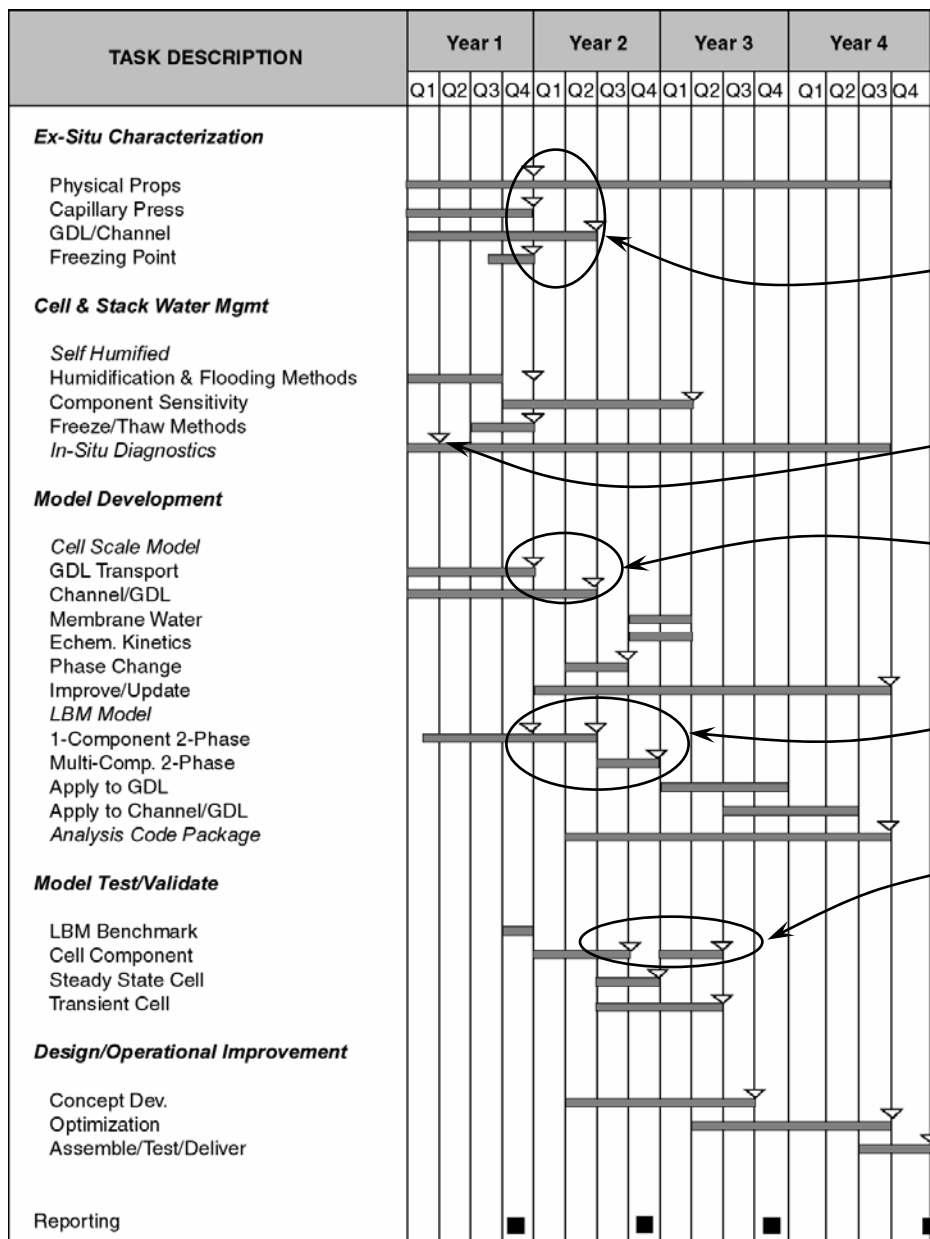 TASK DESCRIPTION
Year 1 Year 2 Year 3 Year 4
Q1 Q2 Q3 Q4 Q1 Q2 Q3 Q4 Q1 Q2 Q3 Q4 Q1 Q2 Q3 Q4
Ex-Situ Characterization
Physical Props
Capillary Press
GDL/Channel
Freezing Point
Cell & Stack Water Mgmt
Self Humified
Humidification & Flooding Methods
Component Sensitivity
Freeze/Thaw Methods
In-Situ Diagnostics
Model Development
Cell Scale Model
GDL Transport
Channel/GDL
Membrane Water
Echem. Kinetics
Phase Change
Improve/Update
LBM Model
1-Component 2-Phase
Multi-Comp. 2-Phase
Apply to GDL
Apply to Channel/GDL
Analysis Code Package
Model Test/Validate
LBM Benchmark
Cell Component
Steady State Cell
Transient Cell
Design/Operational Improvement
Concept Dev.
Optimization
Assemble/Test/Deliver
Reporting